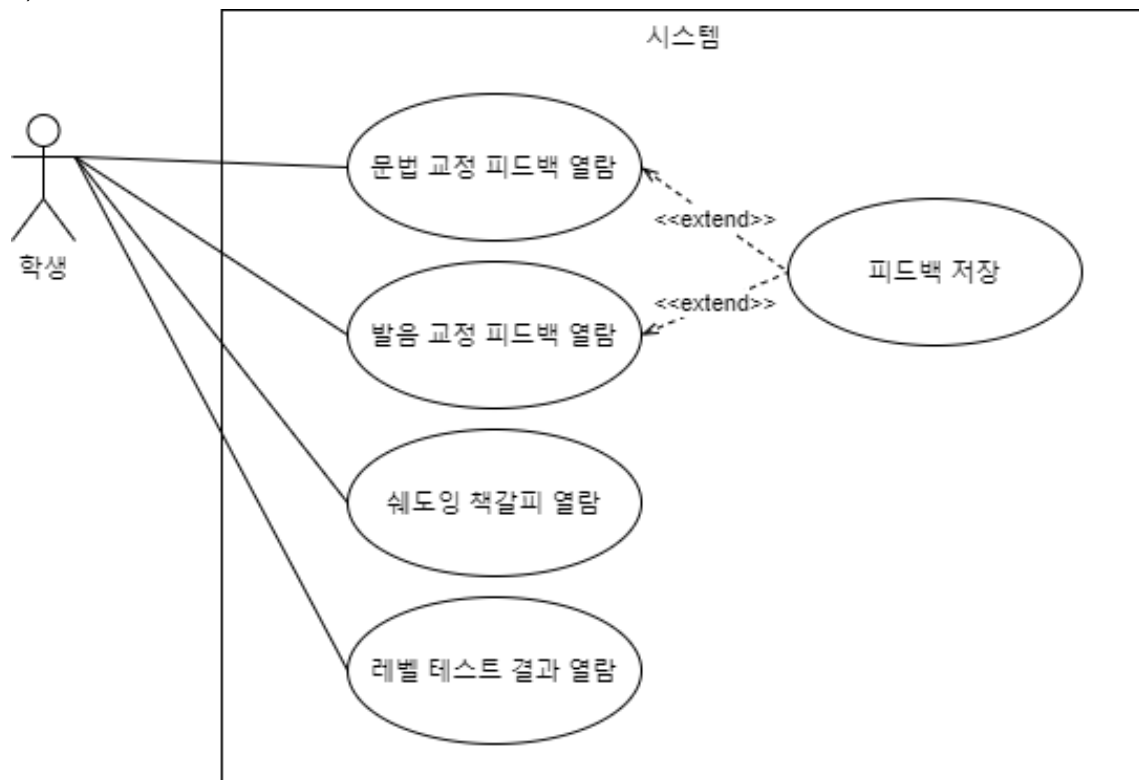 시스템
문법 교정 피드백 열람
<<extend>>
피드백 저장
학생
<<extend>>
발음 교정 피드백 열람
쉐도잉 책갈피 열람
레벨 테스트 결과 열람